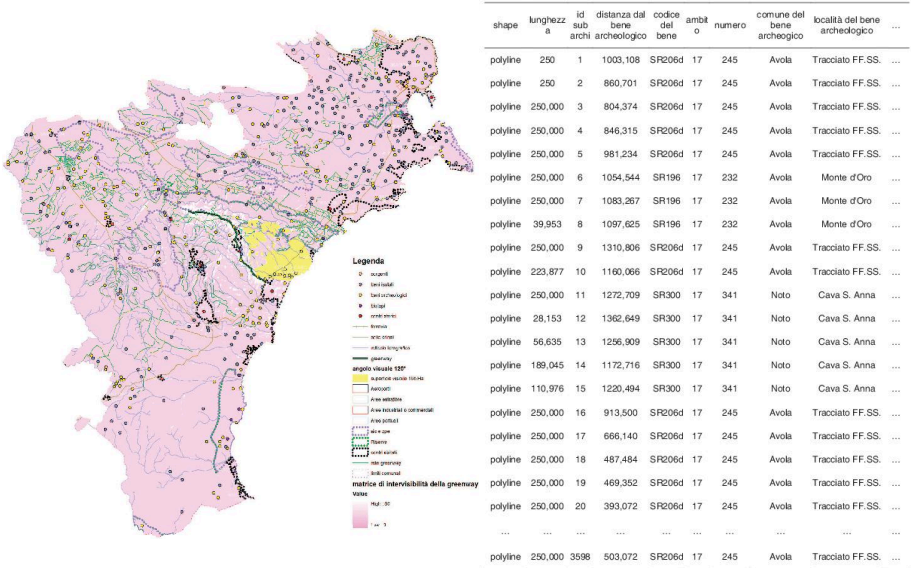 Legenda
sorgenti
beni isolati
beni archeologici
biotopi
centri storici
ferrovia
greenway
angolo visuale 120°
superficie visuale
Aeroporti
Aree estrattive
Aree industriali o commerciali
Aree portuali
Riserve
rete greenway
limiti comunali
matrice di intervisibilità della greenway
Value
High :
shape lunghezza id sub archi distanza dal bene archeologico codice del bene ambito numero comune del bene archeogico località del bene archeologico ...
polyline 250 1 1003,108 SR206d 17 245 Avola Tracciato FF.SS. ...
polyline 250 2 860,701 SR206d 17 245 Avola Tracciato FF.SS. ...
polyline 250,000 3 804,374 SR206d 17 245 Avola Tracciato FF.SS. ...
polyline 250,000 4 846,315 SR206d 17 245 Avola Tracciato FF.SS. ...
polyline 250,000 5 981,234 SR206d 17 245 Avola Tracciato FF.SS. ...
polyline 250,000 6 1054,544 SR196 17 232 Avola Monte d'Oro ...
polyline 250,000 7 1083,267 SR196 17 232 Avola Monte d'Oro ...
polyline 39,953 8 1097,625 SR196 17 232 Avola Monte d'Oro ...
polyline 250,000 9 1310,806 SR206d 17 245 Avola Tracciato FF.SS. ...
polyline 223,877 10 1160,066 SR206d 17 245 Avola Tracciato FF.SS. ...
polyline 250,000 11 1272,709 SR300 17 341 Noto Cava S. Anna ...
polyline 28,153 12 1362,649 SR300 17 341 Noto Cava S. Anna ...
polyline 56,635 13 1256,909 SR300 17 341 Noto Cava S. Anna ...
polyline 189,045 14 1172,716 SR300 17 341 Noto Cava S. Anna ...
polyline 110,976 15 1220,494 SR300 17 341 Noto Cava S. Anna ...
polyline 250,000 16 913,500 SR206d 17 245 Avola Tracciato FF.SS. ...
polyline 250,000 17 666,140 SR206d 17 245 Avola Tracciato FF.SS. ...
polyline 250,000 18 487,484 SR206d 17 245 Avola Tracciato FF.SS. ...
polyline 250,000 19 469,352 SR206d 17 245 Avola Tracciato FF.SS. ...
polyline 250,000 20 393,072 SR206d 17 245 Avola Tracciato FF.SS. ...
... ... ... ... ... ... ... ... ...
polyline 250,000 3598 503,072 SR206d 17 245 Avola Tracciato FF.SS. ...